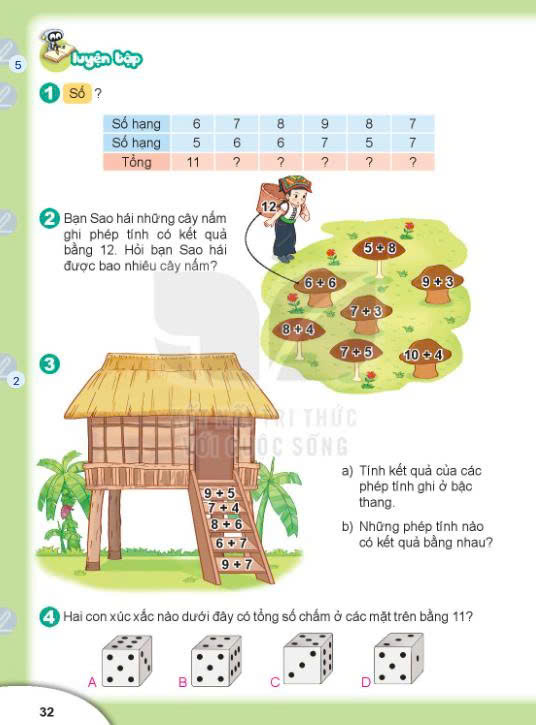 5
luyện tập
1 Số ?
Số hạng 6 7 8 9 8 7
Số hạng 5 6 6 7 5 7
Tổng 11 ? ? ? ? ?
2 Bạn Sao hái những cây nấm
ghi phép tính có kết quả
bằng 12. Hỏi bạn Sao hái
được bao nhiêu cây nấm?
12
5 + 8
6 + 6
9 + 3
7 + 3
8 + 4
7 + 5
10 + 4
3
2
KẾT NỐI TRI THỨC
VỚI CUỘC SỐNG
9 + 5
7 + 4
8 + 6
6 + 7
9 + 7
a) Tính kết quả của các
phép tính ghi ở bậc
thang.
b) Những phép tính nào
có kết quả bằng nhau?
4 Hai con xúc xắc nào dưới đây có tổng số chấm ở các mặt trên bằng 11?
A B C D
32